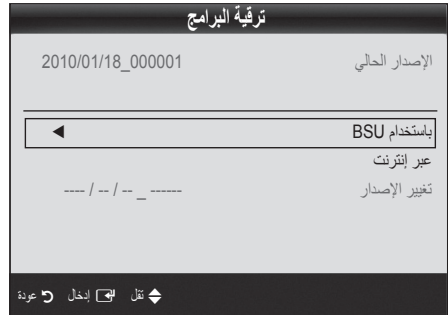 ترقية البرامج
الإصدار الحالي 2010/01/18_000001
باستخدام BSU ◀
عبر إنترنت
تغيير الإصدار ---- / -- / -- _ ------
نقل إدخال عودة